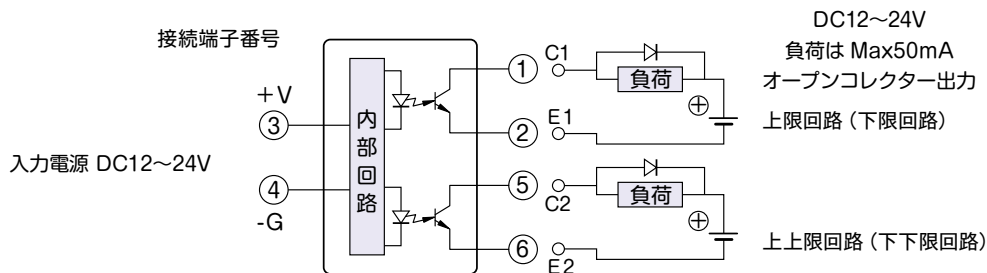 接続端子番号
+V
③
入力電源 DC12～24V
④
-G
内部回路
①
C1
②
E1
⑤
C2
⑥
E2
負荷
⊕
負荷
⊕
DC12～24V
負荷は Max50mA
オープンコレクター出力
上限回路（下限回路）
上上限回路（下下限回路）